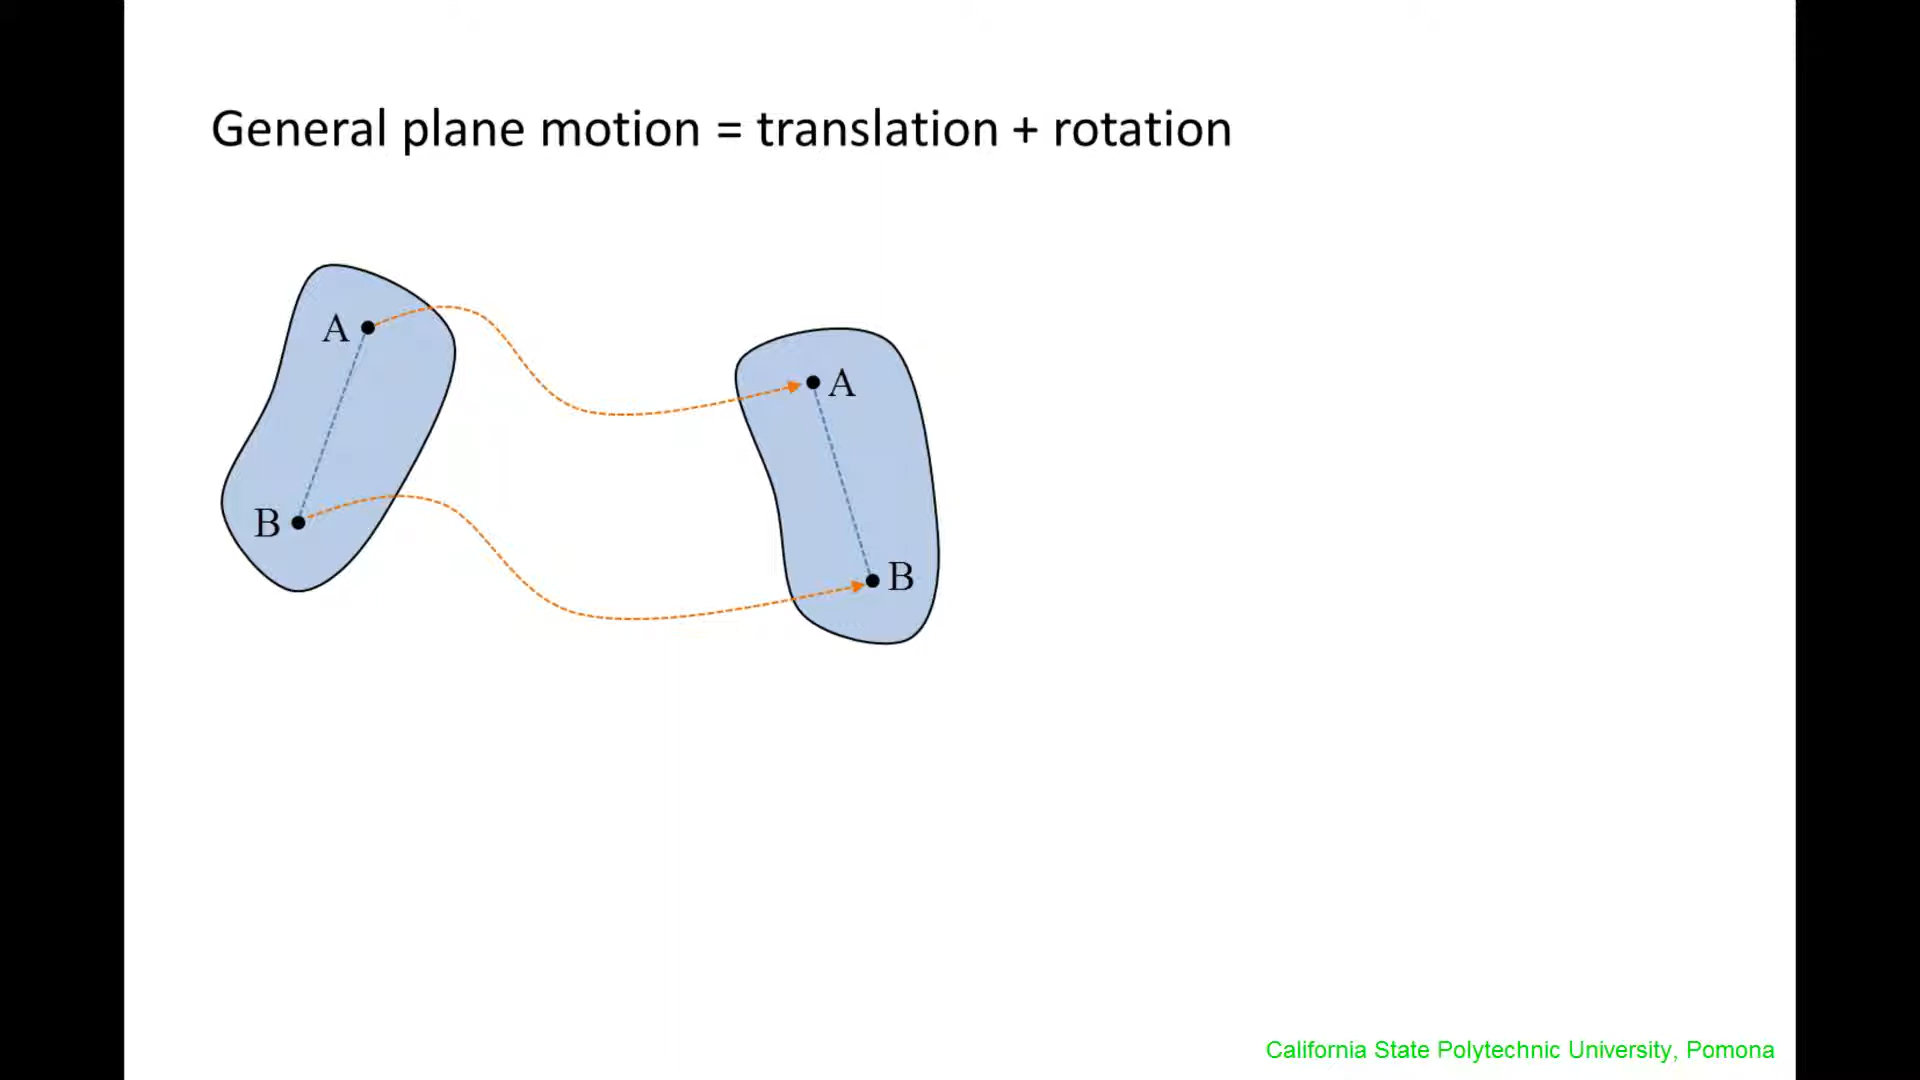 General plane motion = translation + rotation
A
A
B
B
California State Polytechnic University, Pomona